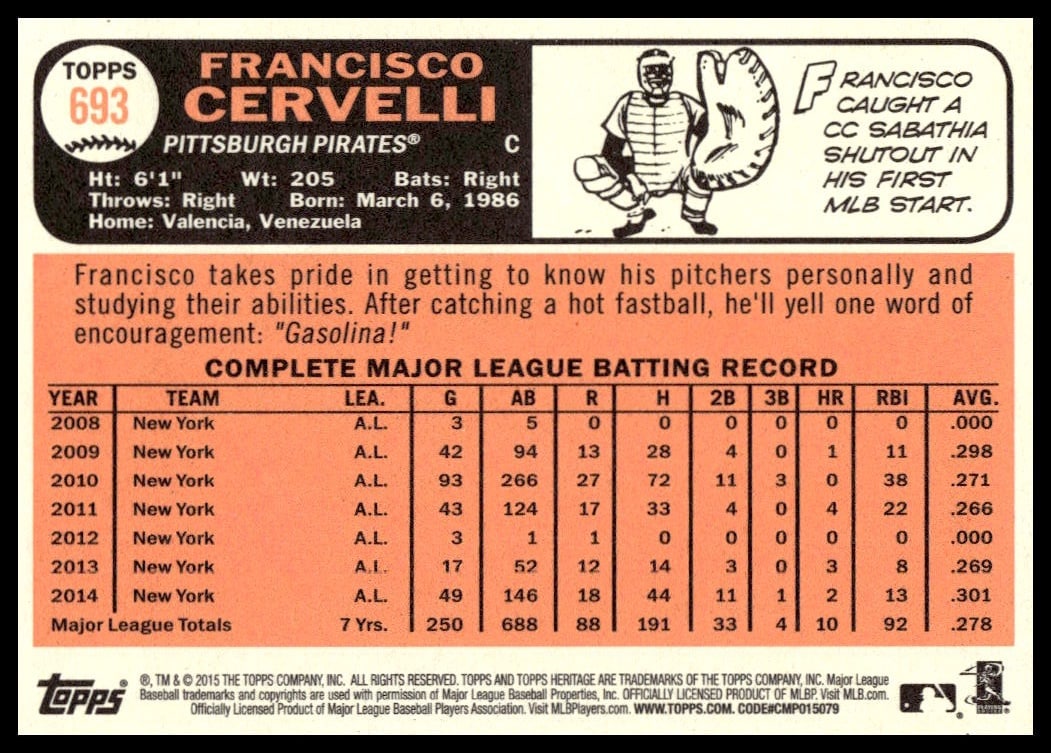 TOPPS
693
FRANCISCO
CERVELLI
PITTSBURGH PIRATES® C
Ht: 6'1" Wt: 205 Bats: Right
Throws: Right Born: March 6, 1986
Home: Valencia, Venezuela
FRANCISCO
CAUGHT A
CC SABATHIA
SHUTOUT IN
HIS FIRST
MLB START.
Francisco takes pride in getting to know his pitchers personally and
studying their abilities. After catching a hot fastball, he'll yell one word of
encouragement: "Gasolina!"
COMPLETE MAJOR LEAGUE BATTING RECORD
YEAR TEAM LEA. G AB R H 2B 3B HR RBI AVG.
2008 New York A.L. 3 5 0 0 0 0 0 0 .000
2009 New York A.L. 42 94 13 28 4 0 1 11 .298
2010 New York A.L. 93 266 27 72 11 3 0 38 .271
2011 New York A.L. 43 124 17 33 4 0 4 22 .266
2012 New York A.L. 3 1 1 0 0 0 0 0 .000
2013 New York A.L. 17 52 12 14 3 0 3 8 .269
2014 New York A.L. 49 146 18 44 11 1 2 13 .301
Major League Totals 7 Yrs. 250 688 88 191 33 4 10 92 .278
Topps®
®, TM & © 2015 THE TOPPS COMPANY, INC. ALL RIGHTS RESERVED. TOPPS AND TOPPS HERITAGE ARE TRADEMARKS OF THE TOPPS COMPANY, INC. Major League
Baseball trademarks and copyrights are used with permission of Major League Baseball Properties, Inc. OFFICIALLY LICENSED PRODUCT OF MLBP. Visit MLB.com.
Officially Licensed Product of Major League Baseball Players Association. Visit MLBPlayers.com. WWW.TOPPS.COM. CODE#CMP015079